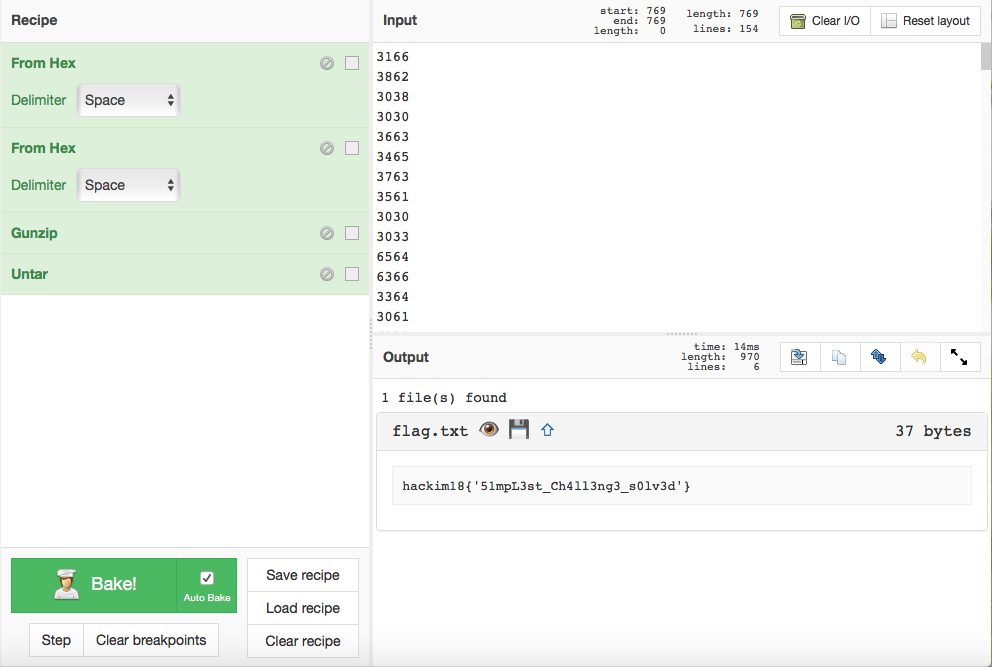 Recipe
From Hex
Delimiter Space
From Hex
Delimiter Space
Gunzip
Untar
Bake!
Auto Bake
Step
Clear breakpoints
Save recipe
Load recipe
Clear recipe
Input
start: 769
end: 769
length: 0
length: 769
lines: 154
Clear I/O
Reset layout
3166
3862
3038
3030
3663
3465
3763
3561
3030
3033
6564
6366
3364
3061
Output
time: 14ms
length: 970
lines: 6
1 file(s) found
flag.txt
37 bytes
hackim18{'51mpL3st_Ch4ll3ng3_s0lv3d'}